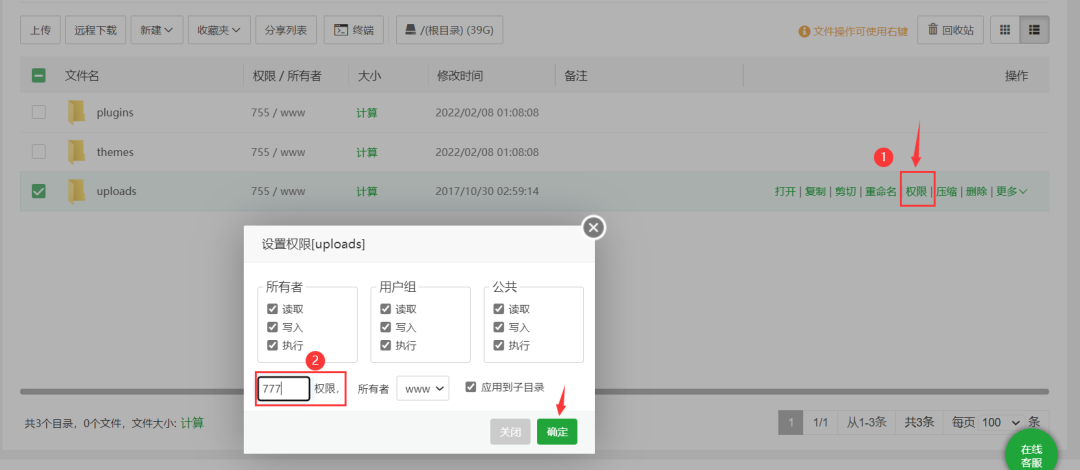 上传 远程下载 新建 收藏夹 分享列表 终端 /(根目录) (39G) 文件操作可使用右键 回收站
文件名 权限 / 所有者 大小 修改时间 备注 操作
plugins 755 / www 计算 2022/02/08 01:08:08
themes 755 / www 计算 2022/02/08 01:08:08
1
uploads 755 / www 计算 2017/10/30 02:59:14 打开 | 复制 | 剪切 | 重命名 | 权限 | 压缩 | 删除 | 更多
设置权限[uploads]
所有者 用户组 公共
读取 读取 读取
写入 写入 写入
执行 执行 执行
2
777 权限, 所有者 www 应用到子目录
共3个目录，0个文件，文件大小: 计算 1 1/1 从1-3条 共3条 每页 100 条
关闭 确定
在线
客服